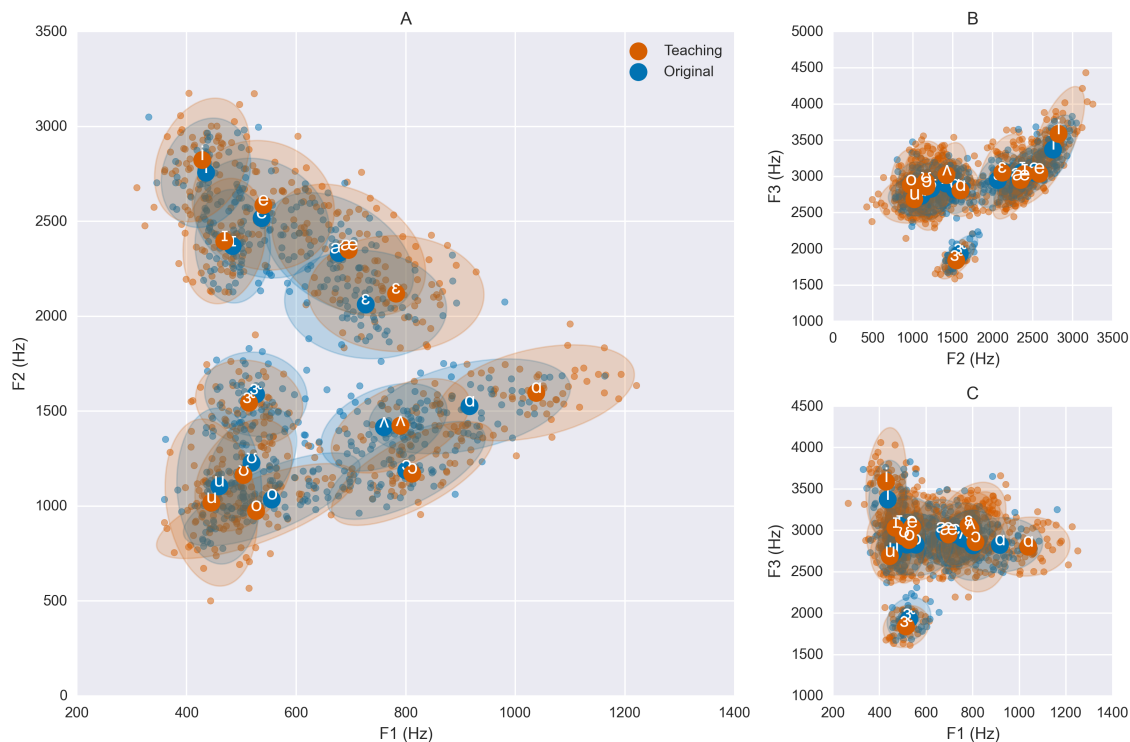 A
3500
3000
2500
2000
1500
1000
500
0
F2 (Hz)
200
400
600
800
1000
1200
1400
F1 (Hz)
Teaching
Original
i
i
e
e
ɪ
ɪ
æ
æ
ɛ
ɛ
ɝ
ɝ
ɑ
ɑ
ʌ
ʌ
ɔ
ɔ
ʊ
ʊ
u
u
o
o
B
5000
4500
4000
3500
3000
2500
2000
1500
1000
F3 (Hz)
0
500
1000
1500
2000
2500
3000
3500
F2 (Hz)
i
i
ɛ
æ
e
o
u
ʌ
ɑ
ɝ
ɝ
C
4500
4000
3500
3000
2500
2000
1500
1000
F3 (Hz)
200
400
600
800
1000
1200
1400
F1 (Hz)
i
i
e
u
æ
ɔ
ɑ
ɑ
ɝ
ɝ